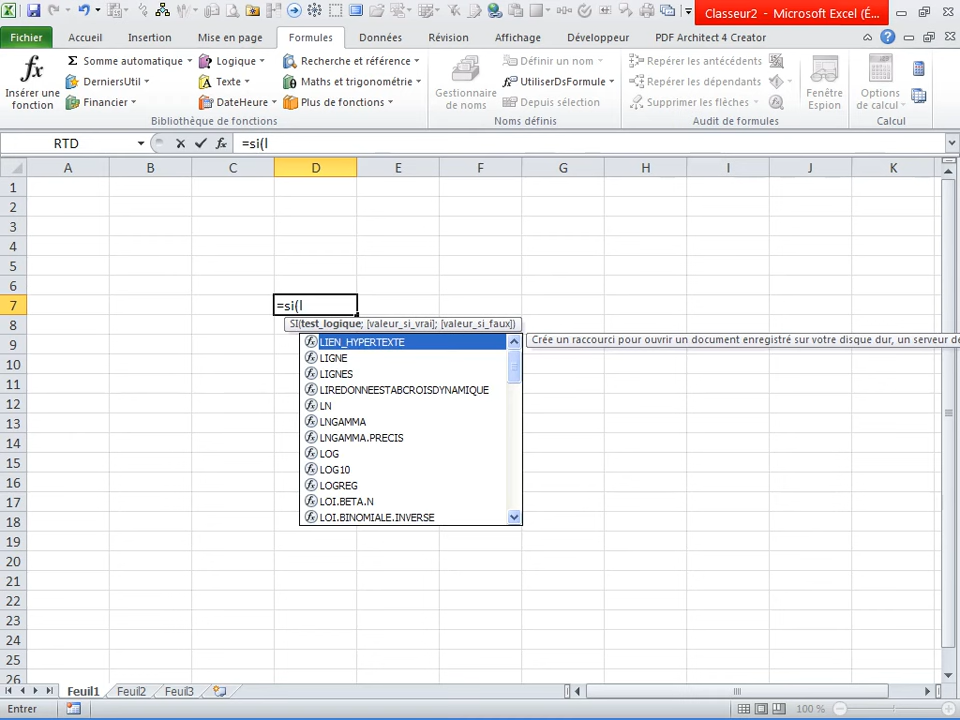 Classeur2 - Microsoft Excel (É...
Fichier
Accueil
Insertion
Mise en page
Formules
Données
Révision
Affichage
Développeur
PDF Architect 4 Creator
Insérer une fonction
Σ Somme automatique
DerniersUtil
Financier
Logique
Texte
DateHeure
Recherche et référence
Maths et trigonométrie
Plus de fonctions
Bibliothèque de fonctions
Gestionnaire de noms
Définir un nom
UtiliserDsFormule
Depuis sélection
Noms définis
Repérer les antécédents
Repérer les dépendants
Supprimer les flèches
Audit de formules
Fenêtre Espion
Options de calcul
Calcul
RTD
fx
=si(l
A B C D E F G H I J K
1
2
3
4
5
6
7
=si(l
SI(test_logique; [valeur_si_vrai]; [valeur_si_faux])
8
LIEN_HYPERTEXTE
Crée un raccourci pour ouvrir un document enregistré sur votre disque dur, un serveur de
9
LIGNE
10
LIGNES
LIREDONNEESTABCROISDYNAMIQUE
11
LN
12
LNGAMMA
13
LNGAMMA.PRECIS
14
LOG
15
LOG10
LOGREG
16
LOI.BETA.N
17
LOI.BINOMIALE.INVERSE
18
19
20
21
22
23
24
25
26
Feuil1 Feuil2 Feuil3
Entrer
100 %